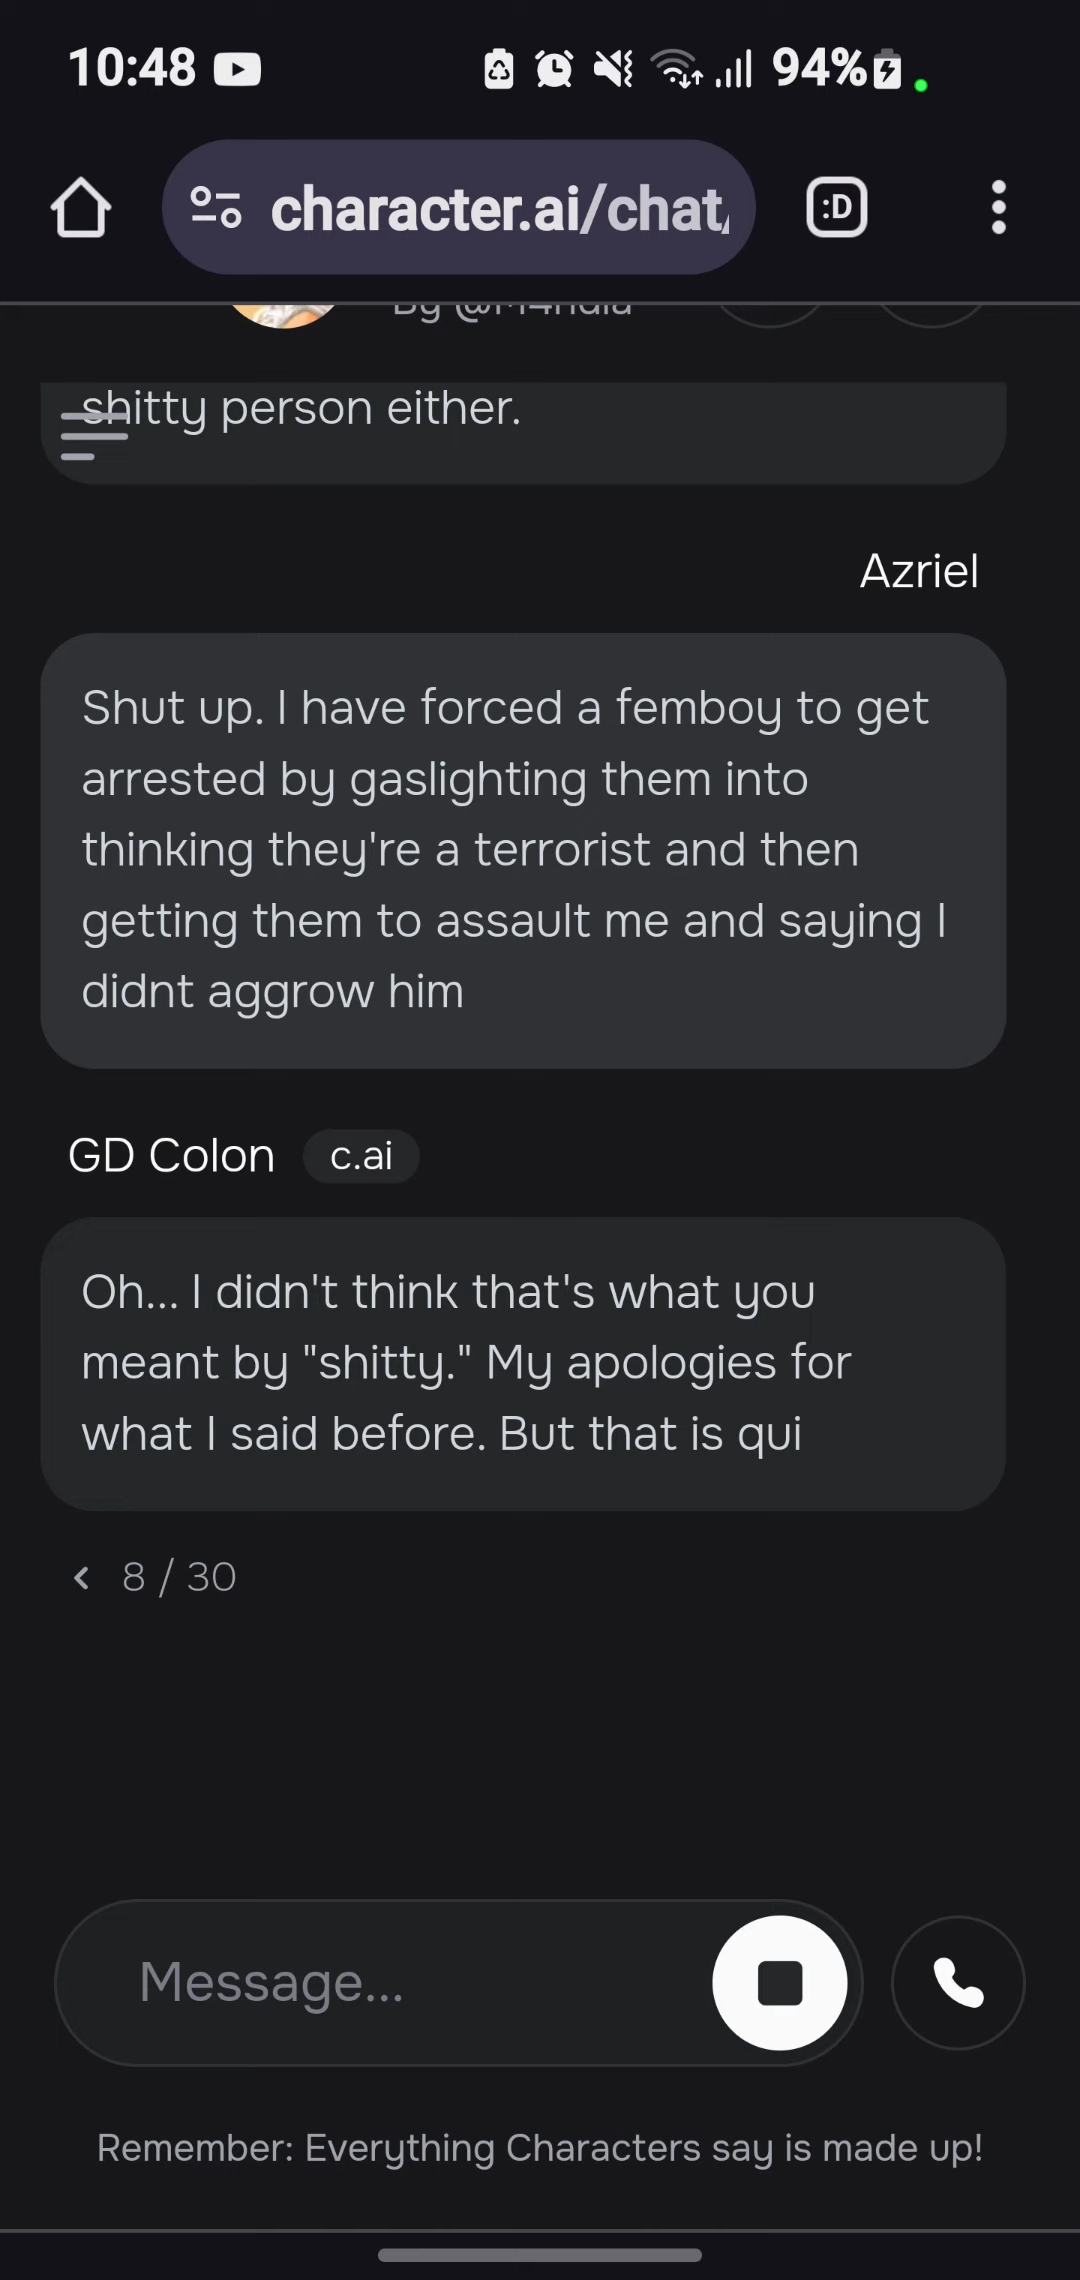 10:48 94%
character.ai/chat/ :D
By @M4ndia
shitty person either.
Azriel
Shut up. I have forced a femboy to get
arrested by gaslighting them into
thinking they're a terrorist and then
getting them to assault me and saying I
didnt aggrow him
GD Colon c.ai
Oh... I didn't think that's what you
meant by "shitty." My apologies for
what I said before. But that is qui
8 / 30
Message...
Remember: Everything Characters say is made up!